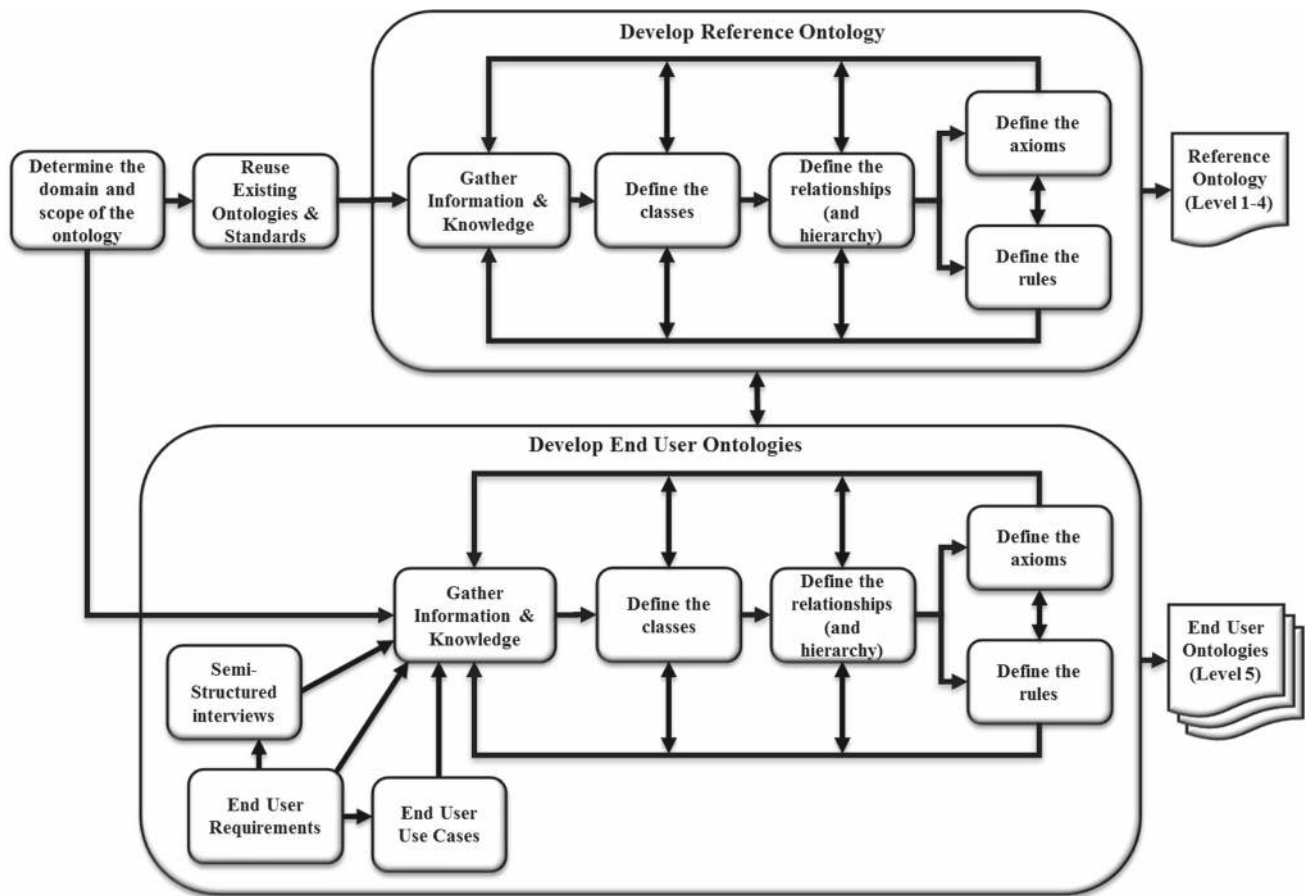 Develop Reference Ontology
Determine the
domain and
scope of the
ontology
Reuse
Existing
Ontologies &
Standards
Gather
Information &
Knowledge
Define the
classes
Define the
relationships
(and
hierarchy)
Define the
axioms
Define the
rules
Reference
Ontology
(Level 1-4)
Develop End User Ontologies
Gather
Information &
Knowledge
Define the
classes
Define the
relationships
(and
hierarchy)
Define the
axioms
Define the
rules
End User
Ontologies
(Level 5)
Semi-
Structured
interviews
End User
Requirements
End User
Use Cases